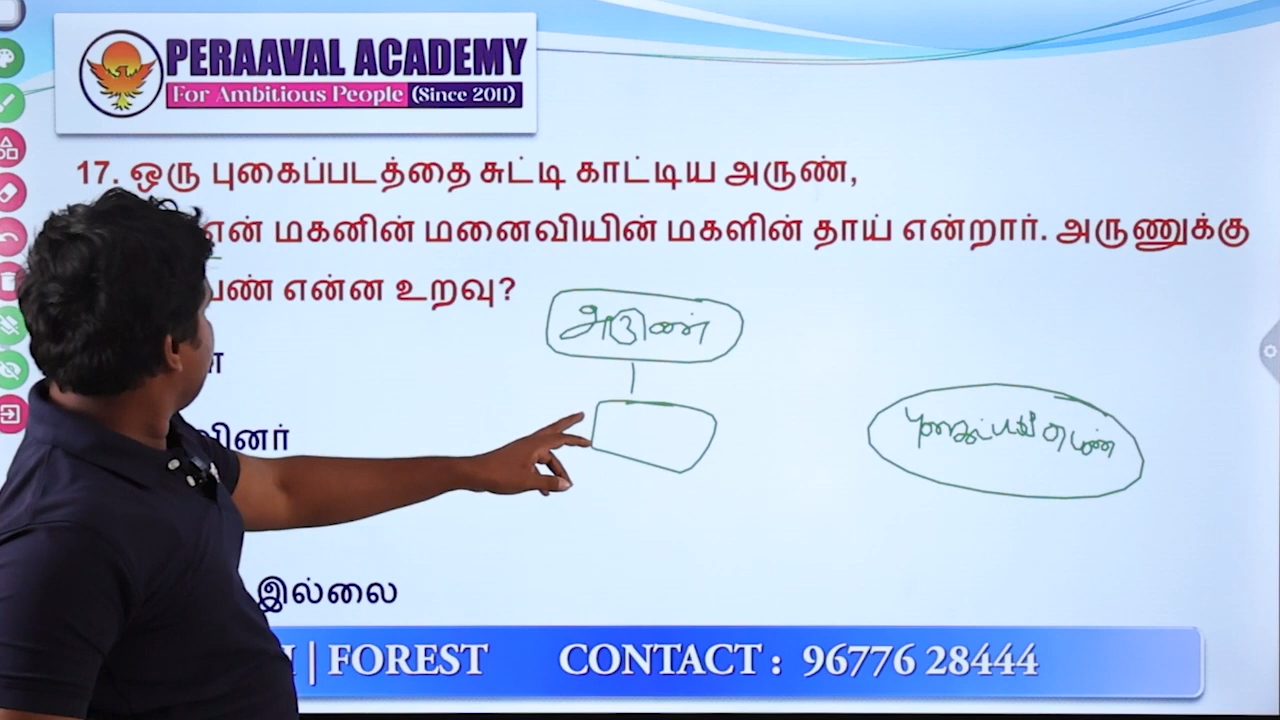 PERAAVAL ACADEMY
For Ambitious People (Since 2011)
17. ஒரு புகைப்படத்தை சுட்டி காட்டிய அருண்,
என் மகனின் மனைவியின் மகளின் தாய் என்றார். அருணுக்கு
என்ன உறவு?
அருண்
இல்லை
| FOREST CONTACT : 96776 28444